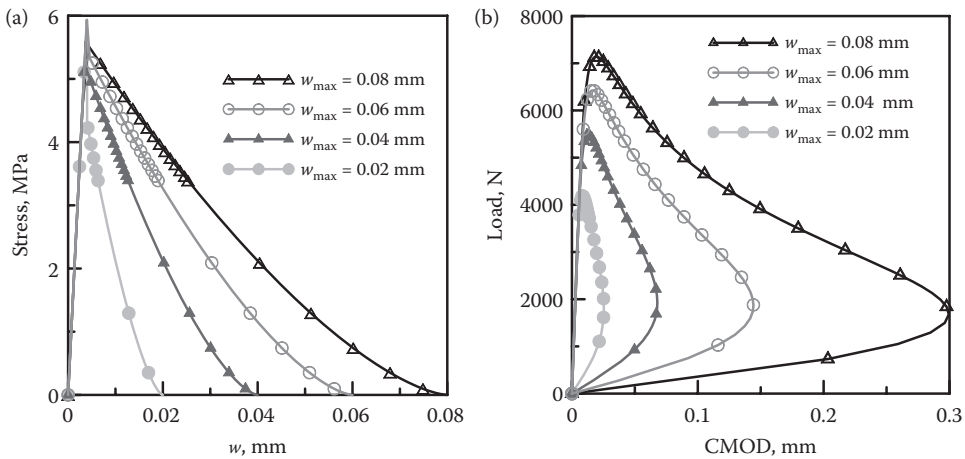 (a)
6
4
2
0
Stress, MPa
w_max = 0.08 mm
w_max = 0.06 mm
w_max = 0.04 mm
w_max = 0.02 mm
0 0.02 0.04 0.06 0.08
w, mm
(b)
8000
6000
4000
2000
0
Load, N
w_max = 0.08 mm
w_max = 0.06 mm
w_max = 0.04 mm
w_max = 0.02 mm
0 0.1 0.2 0.3
CMOD, mm